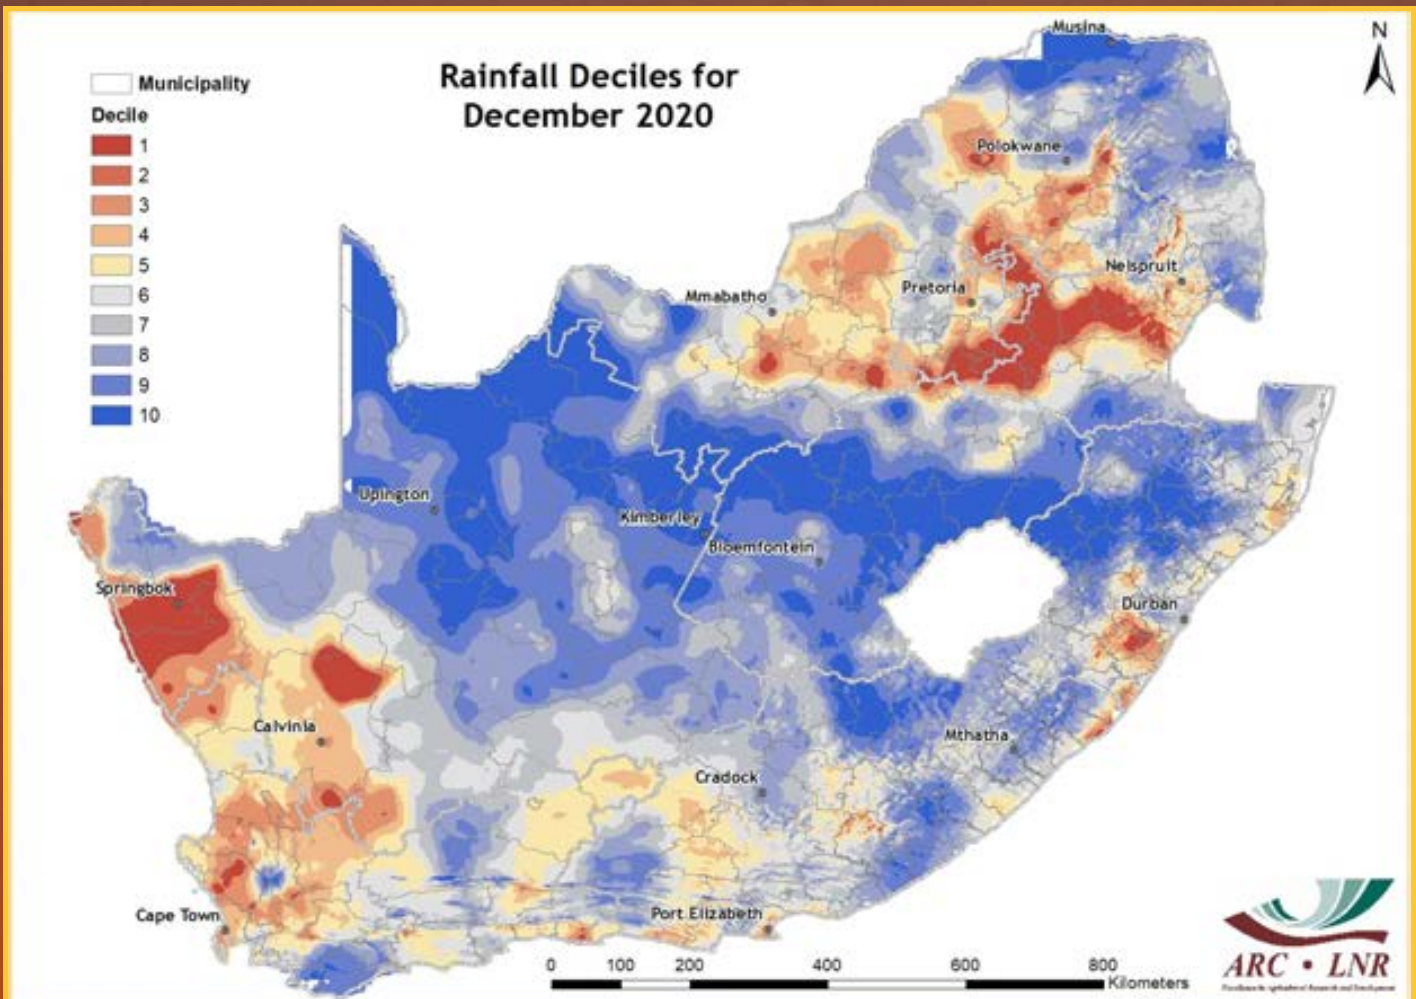 Rainfall Deciles for
December 2020
N
Municipality
Decile
1
2
3
4
5
6
7
8
9
10
Musina
Polokwane
Nelspruit
Pretoria
Mmabatho
Upington
Kimberley
Bloemfontein
Springbok
Durban
Calvinia
Mthatha
Cradock
Cape Town
Port Elizabeth
0 100 200 400 600 800
Kilometers
ARC • LNR